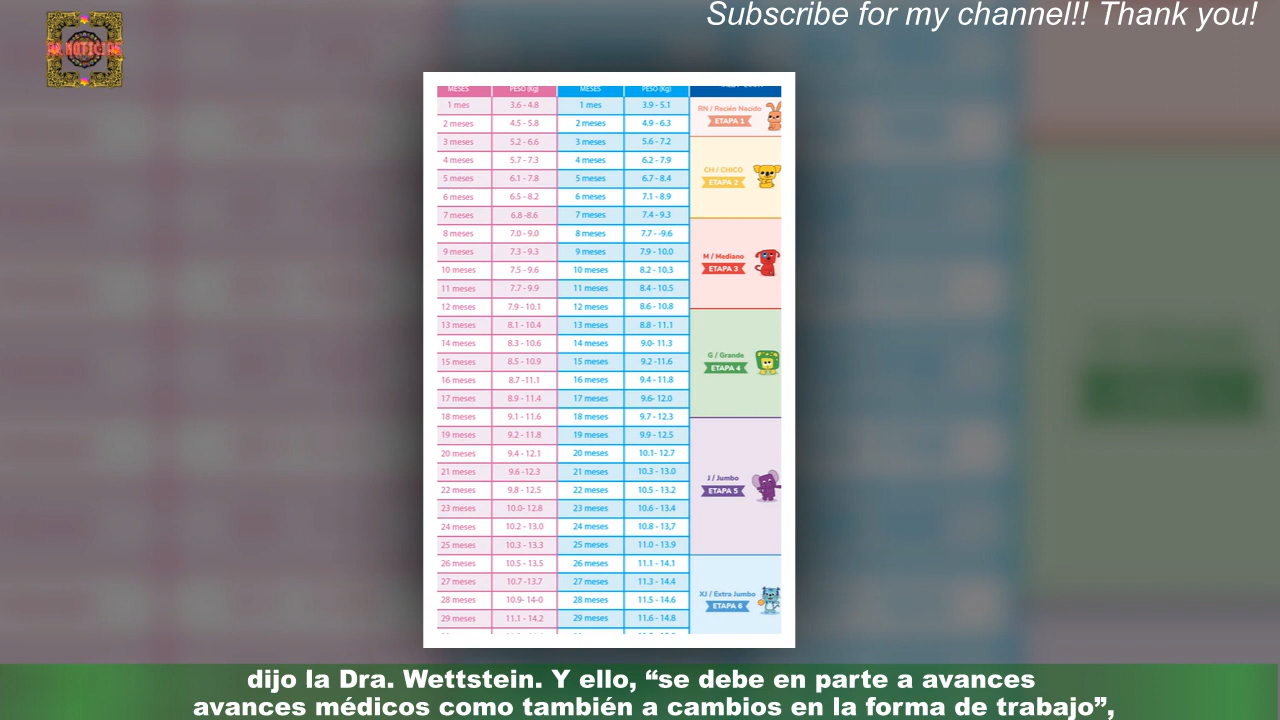 Subscribe for my channel!! Thank you!
MESES PESO (Kg) MESES PESO (Kg)
1 mes 3.6 - 4.8 1 mes 3.9 - 5.1
RN / Recién Nacido
ETAPA 1
2 meses 4.5 - 5.8 2 meses 4.9 - 6.3
3 meses 5.2 - 6.6 3 meses 5.6 - 7.2
4 meses 5.7 - 7.3 4 meses 6.2 - 7.9
CH / CHICO
ETAPA 2
5 meses 6.1 - 7.8 5 meses 6.7 - 8.4
6 meses 6.5 - 8.2 6 meses 7.1 - 8.9
7 meses 6.8 -8.6 7 meses 7.4 - 9.3
8 meses 7.0 - 9.0 8 meses 7.7 - -9.6
9 meses 7.3 - 9.3 9 meses 7.9 - 10.0
M / Mediano
ETAPA 3
10 meses 7.5 - 9.6 10 meses 8.2 - 10.3
11 meses 7.7 - 9.9 11 meses 8.4 - 10.5
12 meses 7.9 - 10.1 12 meses 8.6 - 10.8
13 meses 8.1 - 10.4 13 meses 8.8 - 11.1
14 meses 8.3 - 10.6 14 meses 9.0- 11.3
G / Grande
ETAPA 4
15 meses 8.5 - 10.9 15 meses 9.2 -11.6
16 meses 8.7 -11.1 16 meses 9.4 - 11.8
17 meses 8.9 - 11.4 17 meses 9.6- 12.0
18 meses 9.1 - 11.6 18 meses 9.7 - 12.3
19 meses 9.2 - 11.8 19 meses 9.9 - 12.5
20 meses 9.4 - 12.1 20 meses 10.1- 12.7
21 meses 9.6 -12.3 21 meses 10.3 - 13.0
J / Jumbo
ETAPA 5
22 meses 9.8 - 12.5 22 meses 10.5 - 13.2
23 meses 10.0- 12.8 23 meses 10.6 - 13.4
24 meses 10.2 - 13.0 24 meses 10.8 - 13,7
25 meses 10.3 - 13.3 25 meses 11.0 - 13.9
26 meses 10.5 - 13.5 26 meses 11.1 - 14.1
27 meses 10.7 -13.7 27 meses 11.3 - 14.4
28 meses 10.9- 14-0 28 meses 11.5 - 14.6
XJ / Extra Jumbo
ETAPA 6
29 meses 11.1 - 14.2 29 meses 11.6 - 14.8
dijo la Dra. Wettstein. Y ello, “se debe en parte a avances
avances médicos como también a cambios en la forma de trabajo”,